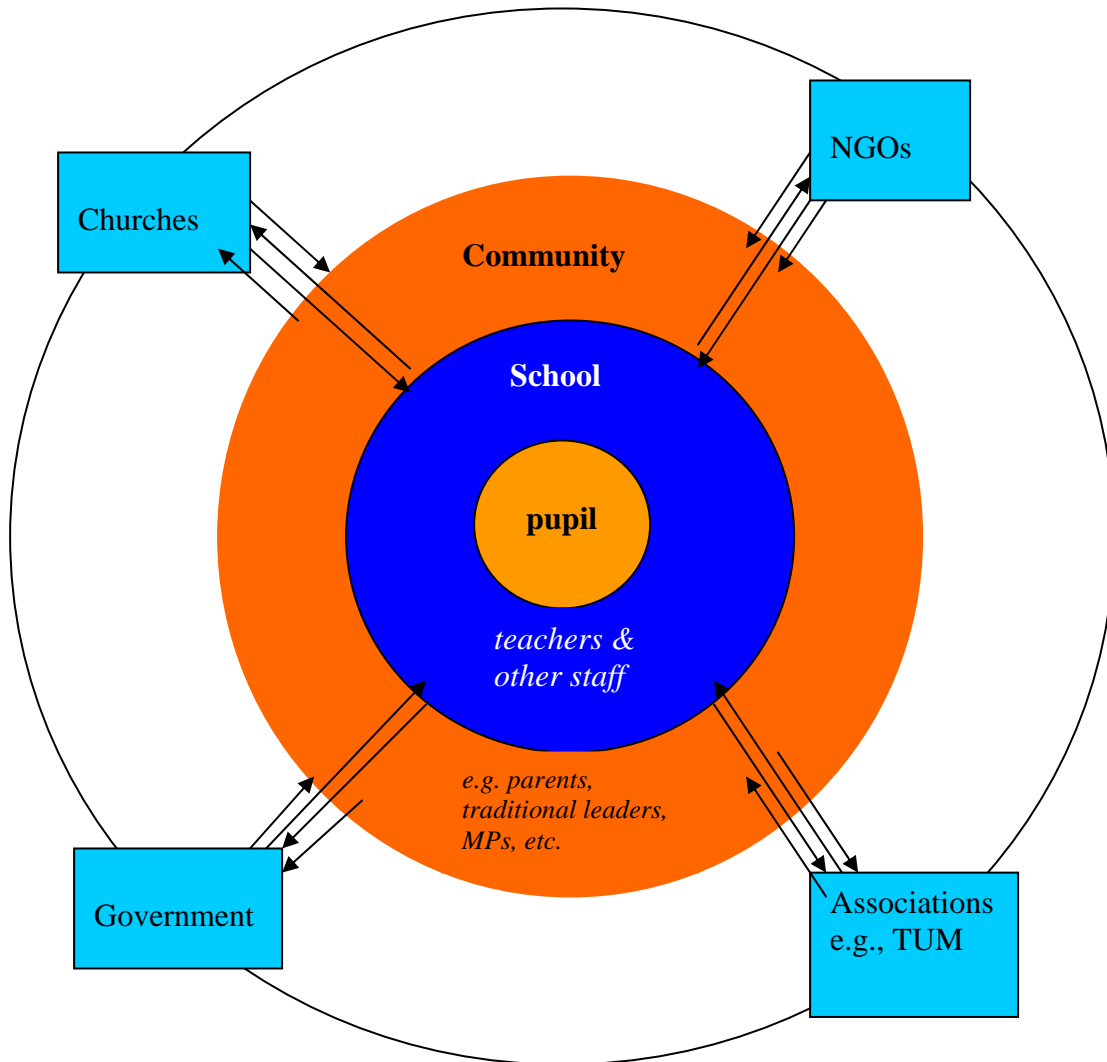 NGOs
Churches
Community
School
pupil
teachers &
other staff
e.g. parents,
traditional leaders,
MPs, etc.
Government
Associations
e.g., TUM